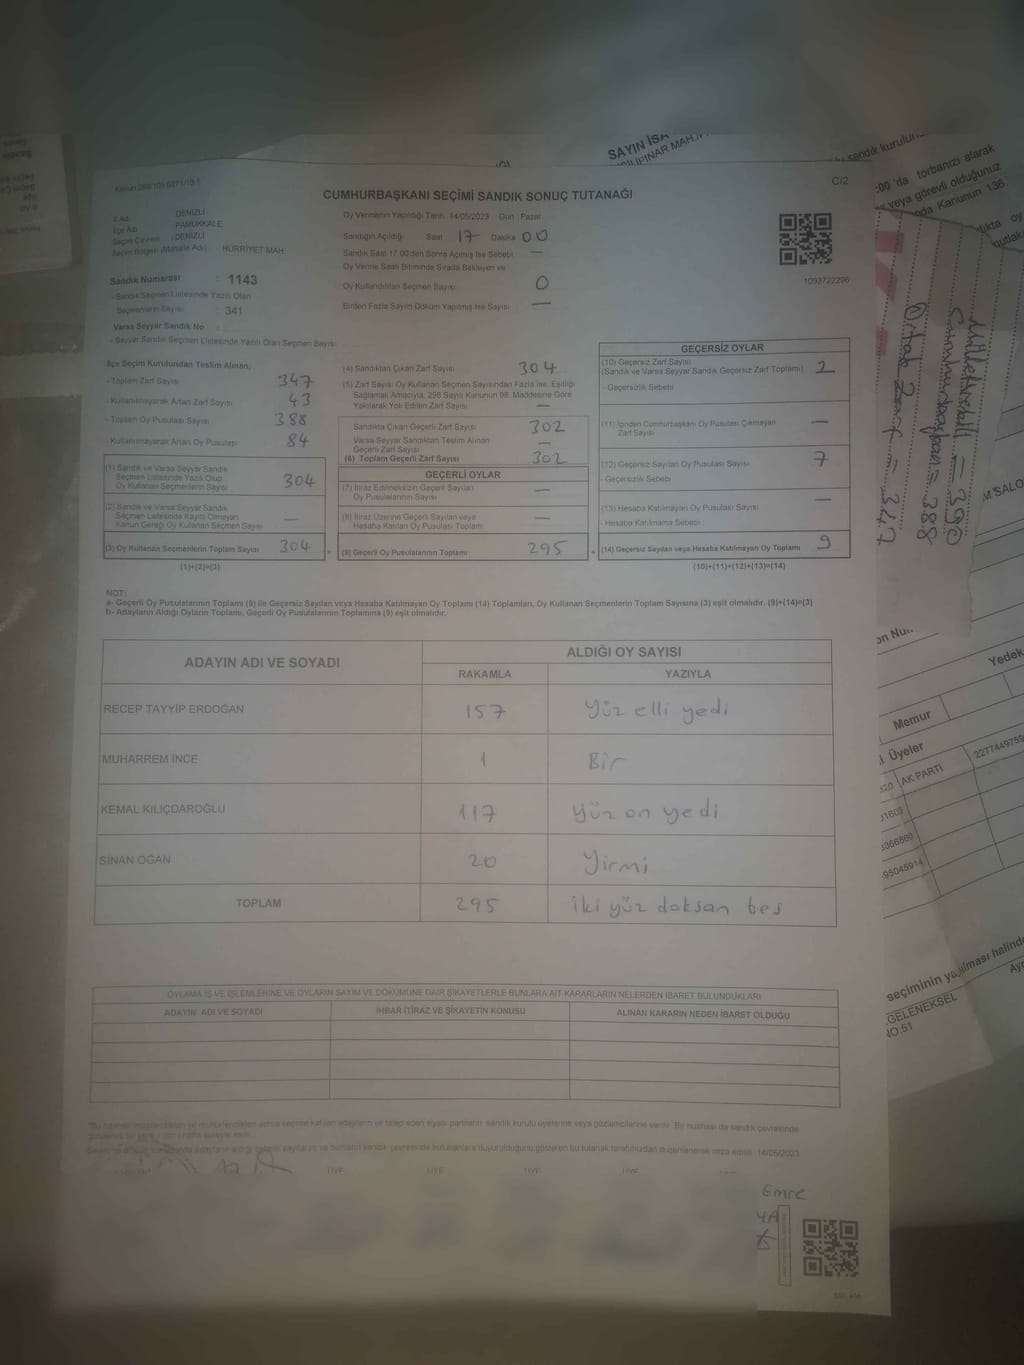 SAYIN İSA
PINAR MAH.
sandık kurulun
:00 'da torbanızı alarak
veya görevli olduğunuz
da Kanunun 136.
C/2
CUMHURBAŞKANI SEÇİMİ SANDIK SONUÇ TUTANAĞI
İl Adı DENİZLİ
İlçe Adı PAMUKKALE
Seçim Çevresi : DENİZLİ
Seçim Bölgesi (Mahalle Adı) HÜRRİYET MAH
Sandık Numarası : 1143
- Sandık Seçmen Listesinde Yazılı Olan
Seçmenlerin Sayısı : 341
Varsa Seyyar Sandık No :
- Seyyar Sandık Seçmen Listesinde Yazılı Olan Seçmen Sayısı
Oy Vermenin Yapıldığı Tarih : 14/05/2023 Gün : Pazar
Sandığın Açıldığı Saat 17 Dakika 00
Sandık Saat 17.00'den Sonra Açılmış İse Sebebi : —
Oy Verme Saati Bitiminde Sırada Bekleyen ve
Oy Kullandırılan Seçmen Sayısı 0
Birden Fazla Sayım Döküm Yapılmış İse Sayısı —
1093722296
İlçe Seçim Kurulundan Teslim Alınan,
- Toplam Zarf Sayısı 347
- Kullanılmayarak Artan Zarf Sayısı 43
- Toplam Oy Pusulası Sayısı 388
- Kullanılmayarak Artan Oy Pusulası 84
(1) Sandık ve Varsa Seyyar Sandık
Seçmen Listesinde Yazılı Olup
Oy Kullanan Seçmenlerin Sayısı 304
(2) Sandık ve Varsa Seyyar Sandık
Seçmen Listesinde Kayıtlı Olmayan
Kanun Gereği Oy Kullanan Seçmen Sayısı —
(3) Oy Kullanan Seçmenlerin Toplam Sayısı 304
(1)+(2)=(3)
(4) Sandıktan Çıkan Zarf Sayısı 304
(5) Zarf Sayısı Oy Kullanan Seçmen Sayısından Fazla İse, Eşitliği
Sağlamak Amacıyla, 298 Sayılı Kanunun 98. Maddesine Göre
Yakılarak Yok Edilen Zarf Sayısı —
Sandıkta Çıkan Geçerli Zarf Sayısı 302
Varsa Seyyar Sandıktan Teslim Alınan
Geçerli Zarf Sayısı —
(6) Toplam Geçerli Zarf Sayısı 302
GEÇERLİ OYLAR
(7) İtiraz Edilmeksizin Geçerli Sayılan
Oy Pusulalarının Sayısı —
(8) İtiraz Üzerine Geçerli Sayılan veya
Hesaba Katılan Oy Pusulası Toplamı —
= (9) Geçerli Oy Pusulalarının Toplamı 295
GEÇERSİZ OYLAR
(10) Geçersiz Zarf Sayısı
(Sandık ve Varsa Seyyar Sandık Geçersiz Zarf Toplamı) 2
- Geçersizlik Sebebi
(11) İçinden Cumhurbaşkanı Oy Pusulası Çıkmayan
Zarf Sayısı —
(12) Geçersiz Sayılan Oy Pusulası Sayısı 7
- Geçersizlik Sebebi
(13) Hesaba Katılmayan Oy Pusulası Sayısı —
- Hesaba Katılmama Sebebi
+ (14) Geçersiz Sayılan veya Hesaba Katılmayan Oy Toplamı 9
(10)+(11)+(12)+(13)=(14)
NOT:
a- Geçerli Oy Pusulalarının Toplamı (9) ile Geçersiz Sayılan veya Hesaba Katılmayan Oy Toplamı (14) Toplamları, Oy Kullanan Seçmenlerin Toplam Sayısına (3) eşit olmalıdır. (9)+(14)=(3)
b- Adayların Aldığı Oyların Toplamı, Geçerli Oy Pusulalarının Toplamına (9) eşit olmalıdır.
ADAYIN ADI VE SOYADI
ALDIĞI OY SAYISI
RAKAMLA YAZIYLA
RECEP TAYYİP ERDOĞAN 157 Yüz elli yedi
MUHARREM İNCE 1 Bir
KEMAL KILIÇDAROĞLU 117 Yüz on yedi
SİNAN OĞAN 20 Yirmi
TOPLAM 295 iki yüz doksan beş
OYLAMA İŞ VE İŞLEMLERİNE VE OYLARIN SAYIM VE DÖKÜMÜNE DAİR ŞİKAYETLERLE BUNLARA AİT KARARLARIN NELERDEN İBARET BULUNDUKLARI
ADAYIN ADI VE SOYADI İHBAR İTİRAZ VE ŞİKAYETİN KONUSU ALINAN KARARIN NEDEN İBARET OLDUĞU
14/05/2023
ÜYE ÜYE ÜYE ÜYE
Emre
Milletvekili = 390
Cumhurbaşkanı = 388
Ortak Zarf = 347
Yedek
Memur
Üyeler
AK PARTİ 2277449759
366860
95045914
seçiminin yapılması halinde
GELENEKSEL
NO:51